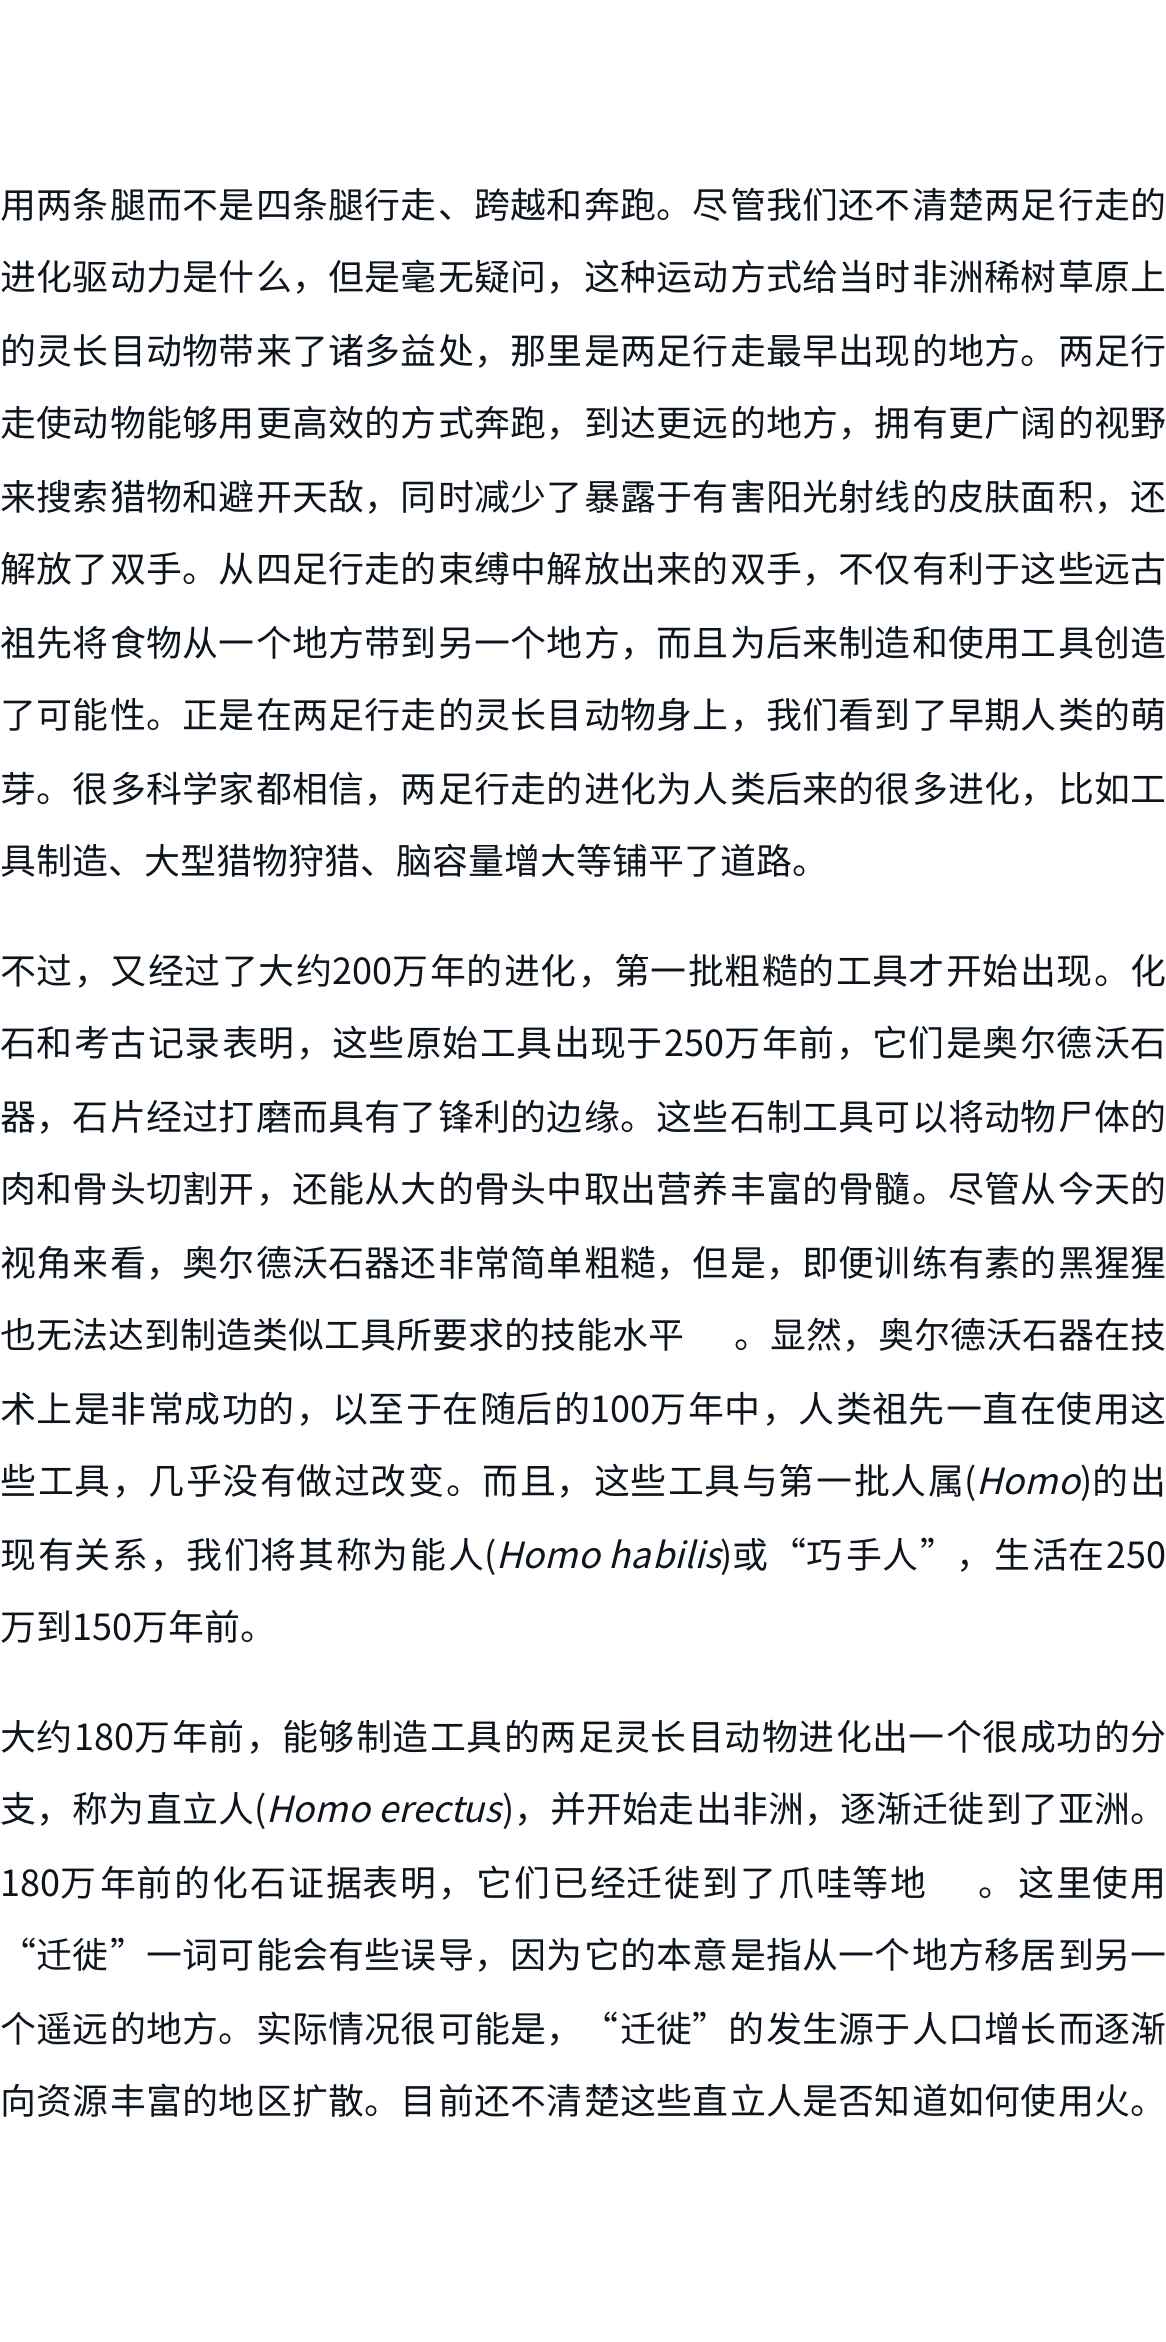 用两条腿而不是四条腿行走、跨越和奔跑。尽管我们还不清楚两足行走的
进化驱动力是什么，但是毫无疑问，这种运动方式给当时非洲稀树草原上
的灵长目动物带来了诸多益处，那里是两足行走最早出现的地方。两足行
走使动物能够用更高效的方式奔跑，到达更远的地方，拥有更广阔的视野
来搜索猎物和避开天敌，同时减少了暴露于有害阳光射线的皮肤面积，还
解放了双手。从四足行走的束缚中解放出来的双手，不仅有利于这些远古
祖先将食物从一个地方带到另一个地方，而且为后来制造和使用工具创造
了可能性。正是在两足行走的灵长目动物身上，我们看到了早期人类的萌
芽。很多科学家都相信，两足行走的进化为人类后来的很多进化，比如工
具制造、大型猎物狩猎、脑容量增大等铺平了道路。
不过，又经过了大约200万年的进化，第一批粗糙的工具才开始出现。化
石和考古记录表明，这些原始工具出现于250万年前，它们是奥尔德沃石
器，石片经过打磨而具有了锋利的边缘。这些石制工具可以将动物尸体的
肉和骨头切割开，还能从大的骨头中取出营养丰富的骨髓。尽管从今天的
视角来看，奥尔德沃石器还非常简单粗糙，但是，即便训练有素的黑猩猩
也无法达到制造类似工具所要求的技能水平 。显然，奥尔德沃石器在技
术上是非常成功的，以至于在随后的100万年中，人类祖先一直在使用这
些工具，几乎没有做过改变。而且，这些工具与第一批人属(Homo)的出
现有关系，我们将其称为能人(Homo habilis)或“巧手人”，生活在250
万到150万年前。
大约180万年前，能够制造工具的两足灵长目动物进化出一个很成功的分
支，称为直立人(Homo erectus)，并开始走出非洲，逐渐迁徙到了亚洲。
180万年前的化石证据表明，它们已经迁徙到了爪哇等地 。这里使用
“迁徙”一词可能会有些误导，因为它的本意是指从一个地方移居到另一
个遥远的地方。实际情况很可能是，“迁徙”的发生源于人口增长而逐渐
向资源丰富的地区扩散。目前还不清楚这些直立人是否知道如何使用火。